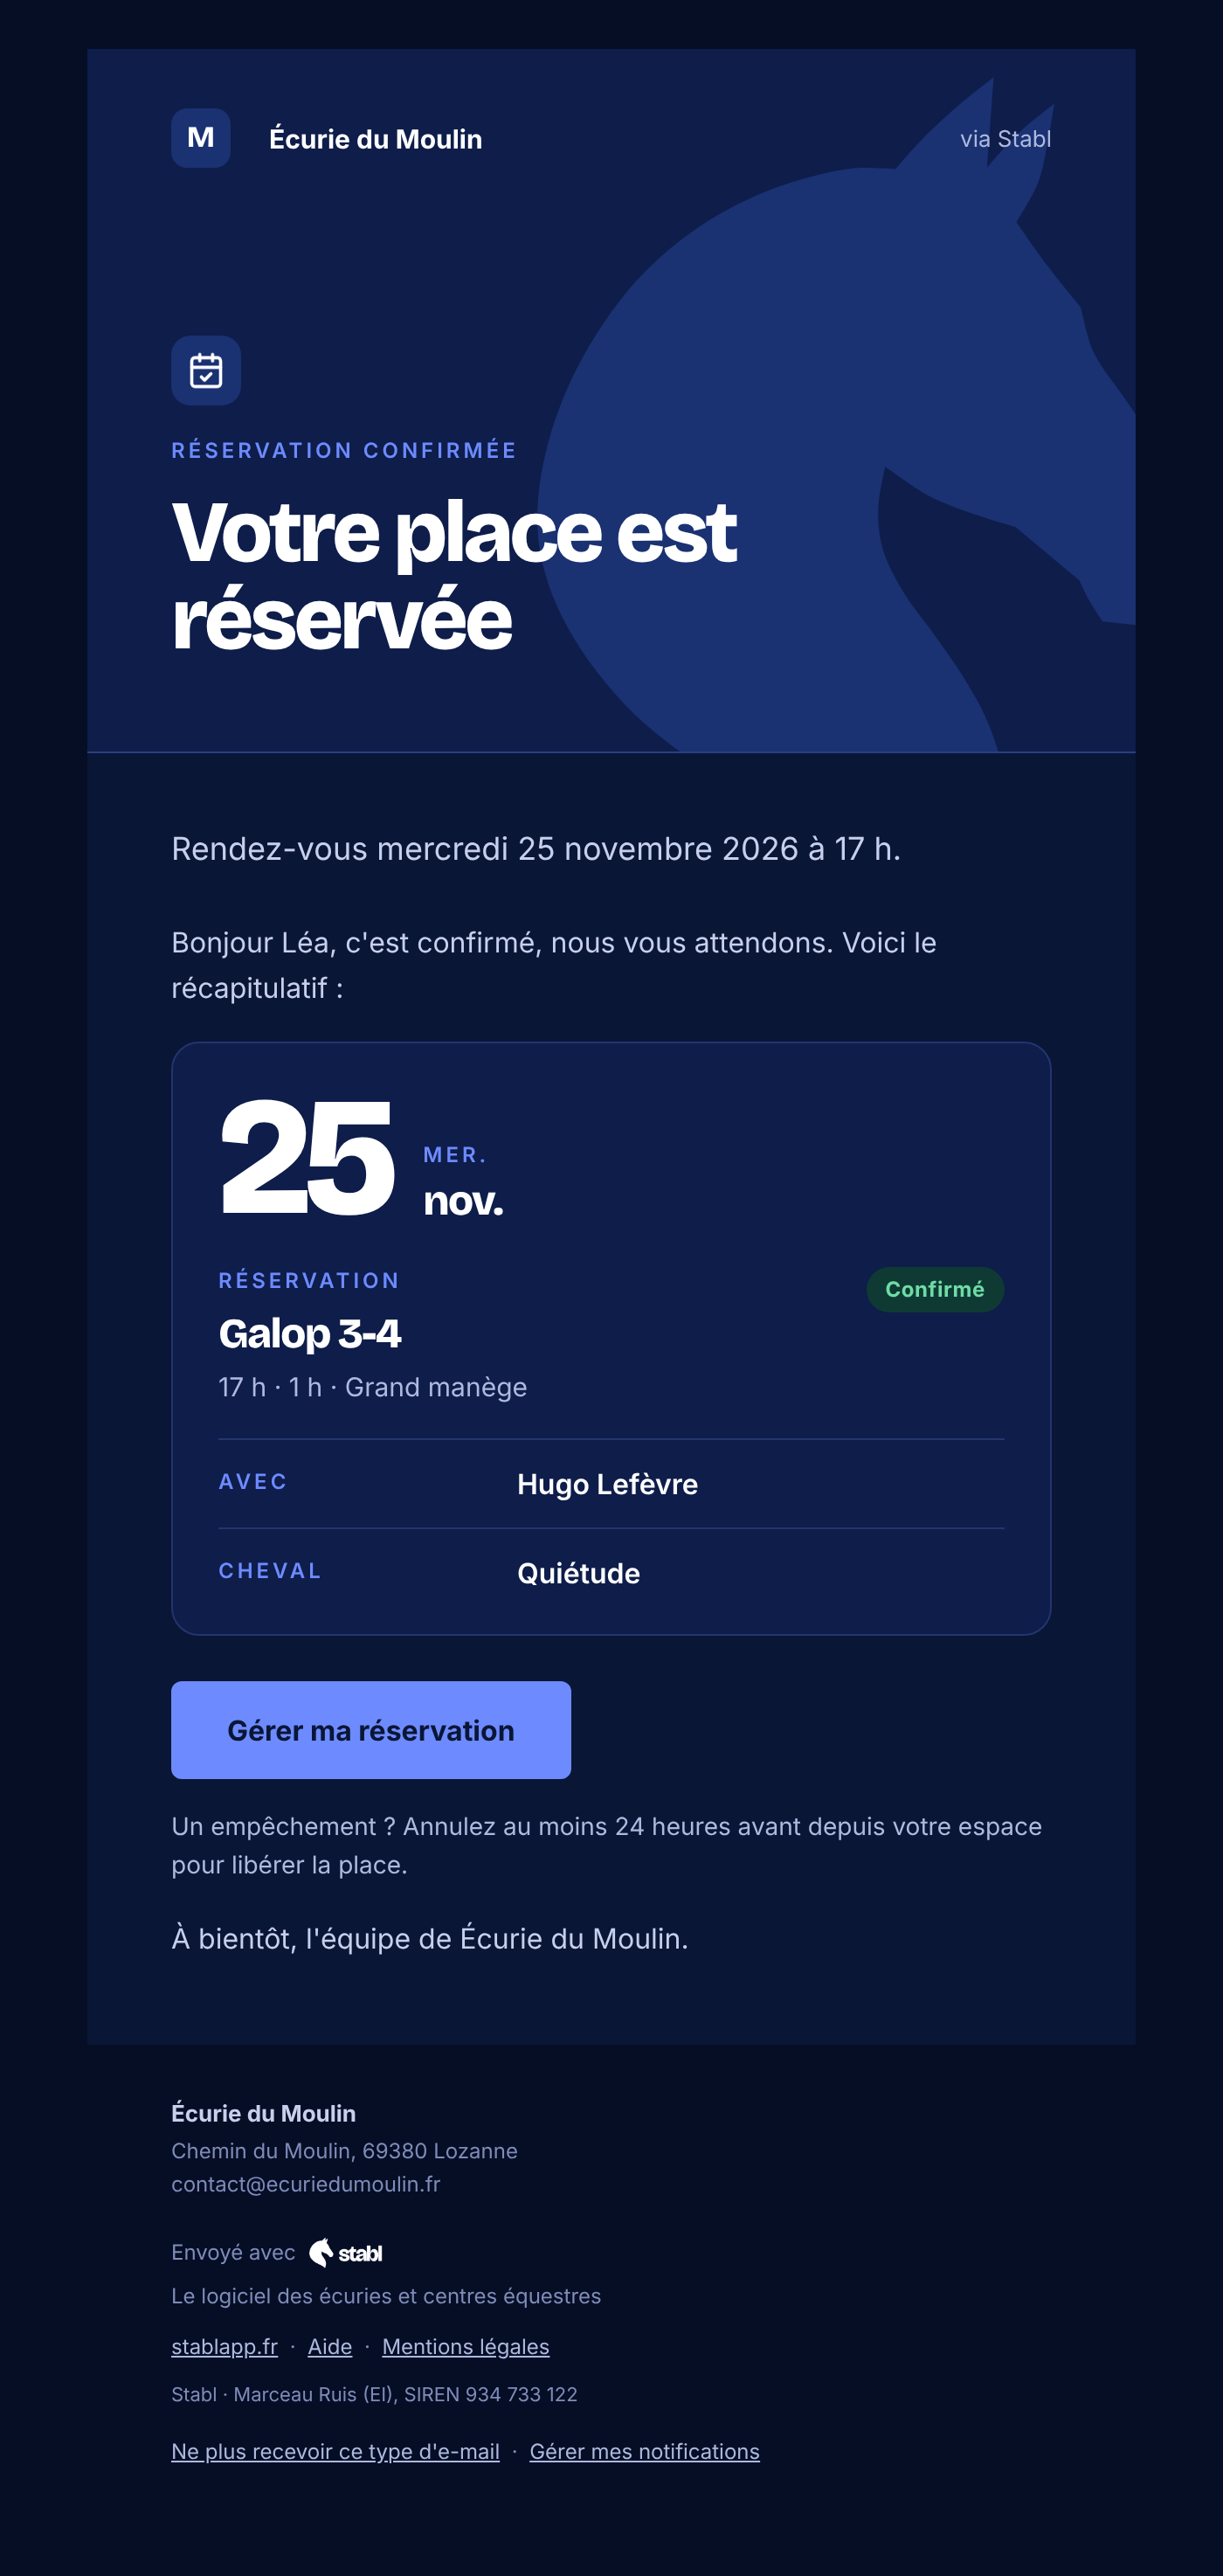 M
Écurie du Moulin
via Stabl
RÉSERVATION CONFIRMÉE
Votre place est
réservée
Rendez-vous mercredi 25 novembre 2026 à 17 h.
Bonjour Léa, c'est confirmé, nous vous attendons. Voici le
récapitulatif :
25
MER.
nov.
RÉSERVATION
Confirmé
Galop 3-4
17 h · 1 h · Grand manège
AVEC
Hugo Lefèvre
CHEVAL
Quiétude
Gérer ma réservation
Un empêchement ? Annulez au moins 24 heures avant depuis votre espace
pour libérer la place.
À bientôt, l'équipe de Écurie du Moulin.
Écurie du Moulin
Chemin du Moulin, 69380 Lozanne
contact@ecuriedumoulin.fr
Envoyé avec stabl
Le logiciel des écuries et centres équestres
stablapp.fr · Aide · Mentions légales
Stabl · Marceau Ruis (EI), SIREN 934 733 122
Ne plus recevoir ce type d'e-mail · Gérer mes notifications